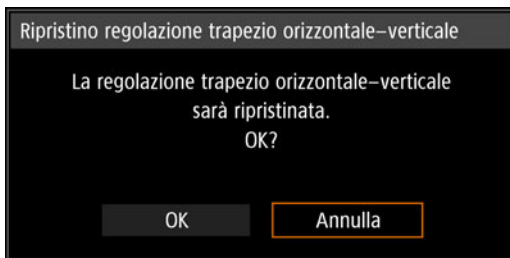 Ripristino regolazione trapezio orizzontale–verticale
La regolazione trapezio orizzontale–verticale
sarà ripristinata.
OK?
OK Annulla